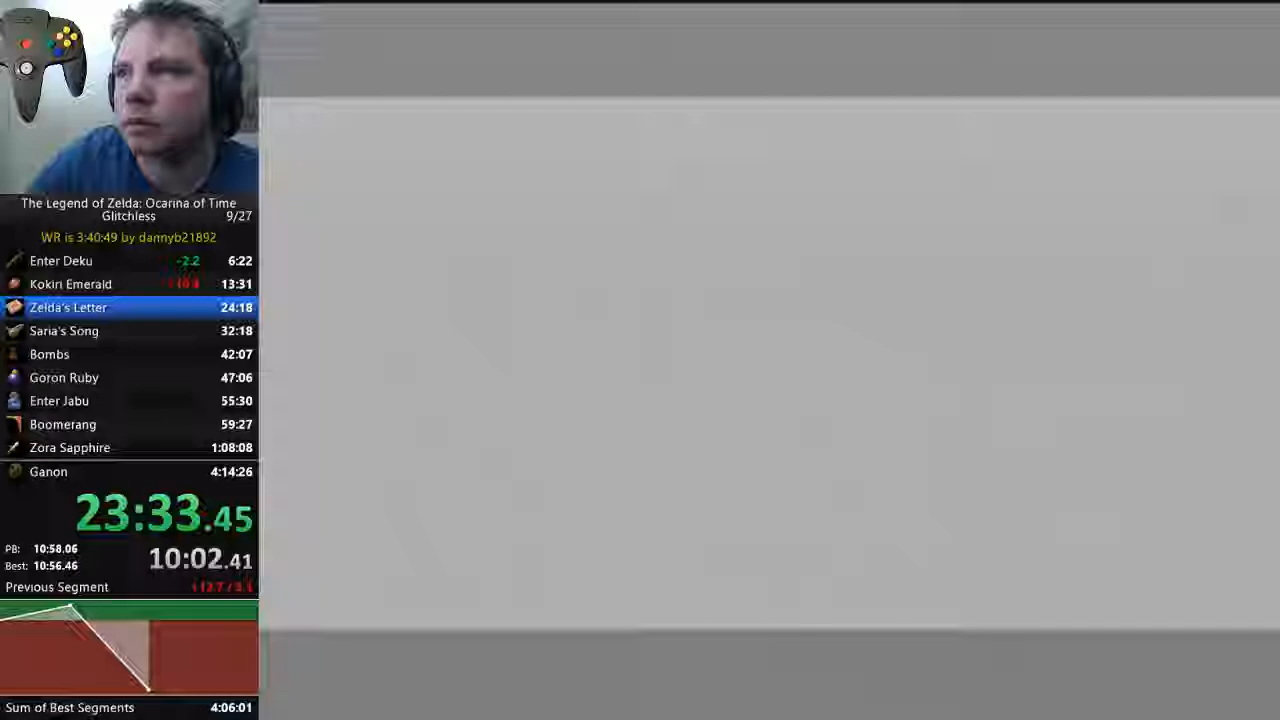 The Legend of Zelda: Ocarina of Time
Glitchless 9/27
WR is 3:40:49 by dannyb21892
Enter Deku -2.2 6:22
Kokiri Emerald 13:31
Zelda's Letter 24:18
Saria's Song 32:18
Bombs 42:07
Goron Ruby 47:06
Enter Jabu 55:30
Boomerang 59:27
Zora Sapphire 1:08:08
Ganon 4:14:26
23:33.45
PB: 10:58.06
Best: 10:56.46
10:02.41
Previous Segment
Sum of Best Segments 4:06:01